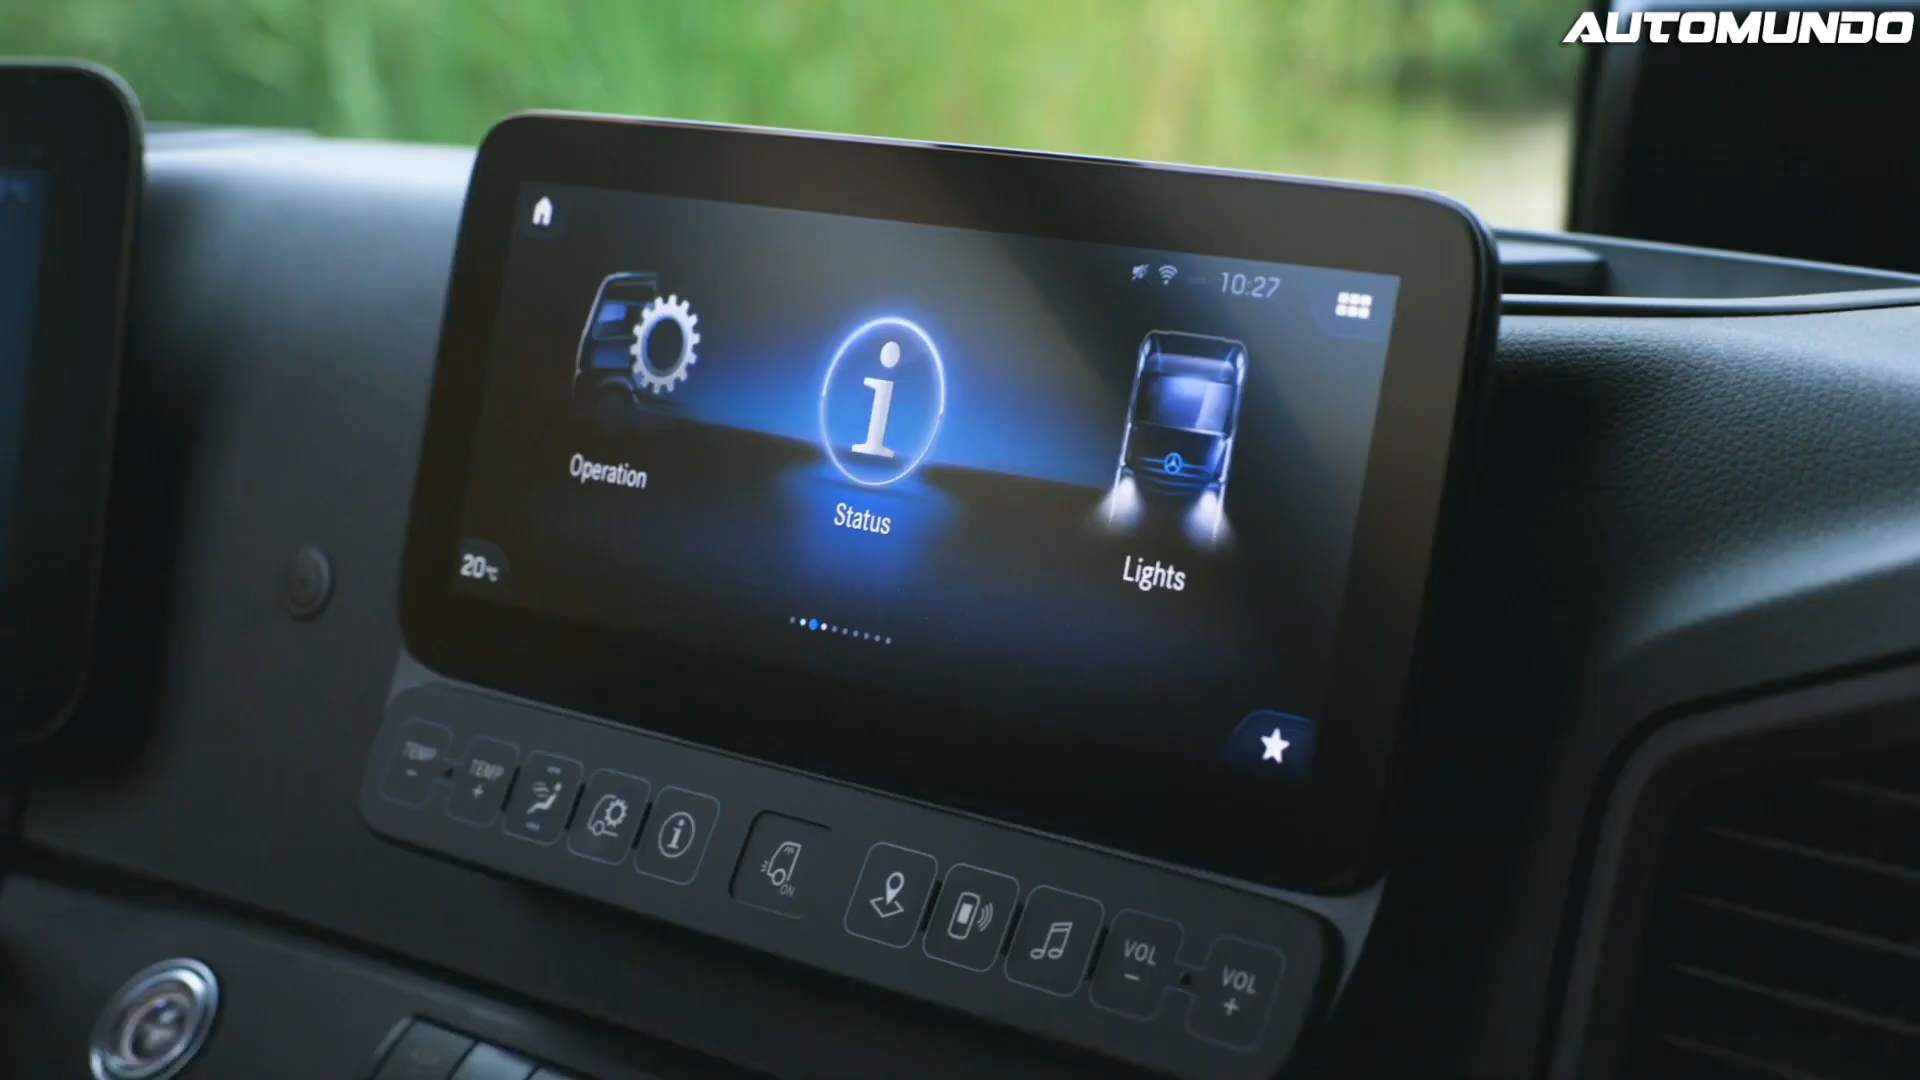 AUTOMUNDO
10:27
Operation
Status
Lights
20°C
TEMP
-
TEMP
+
i
ON
VOL
-
VOL
+